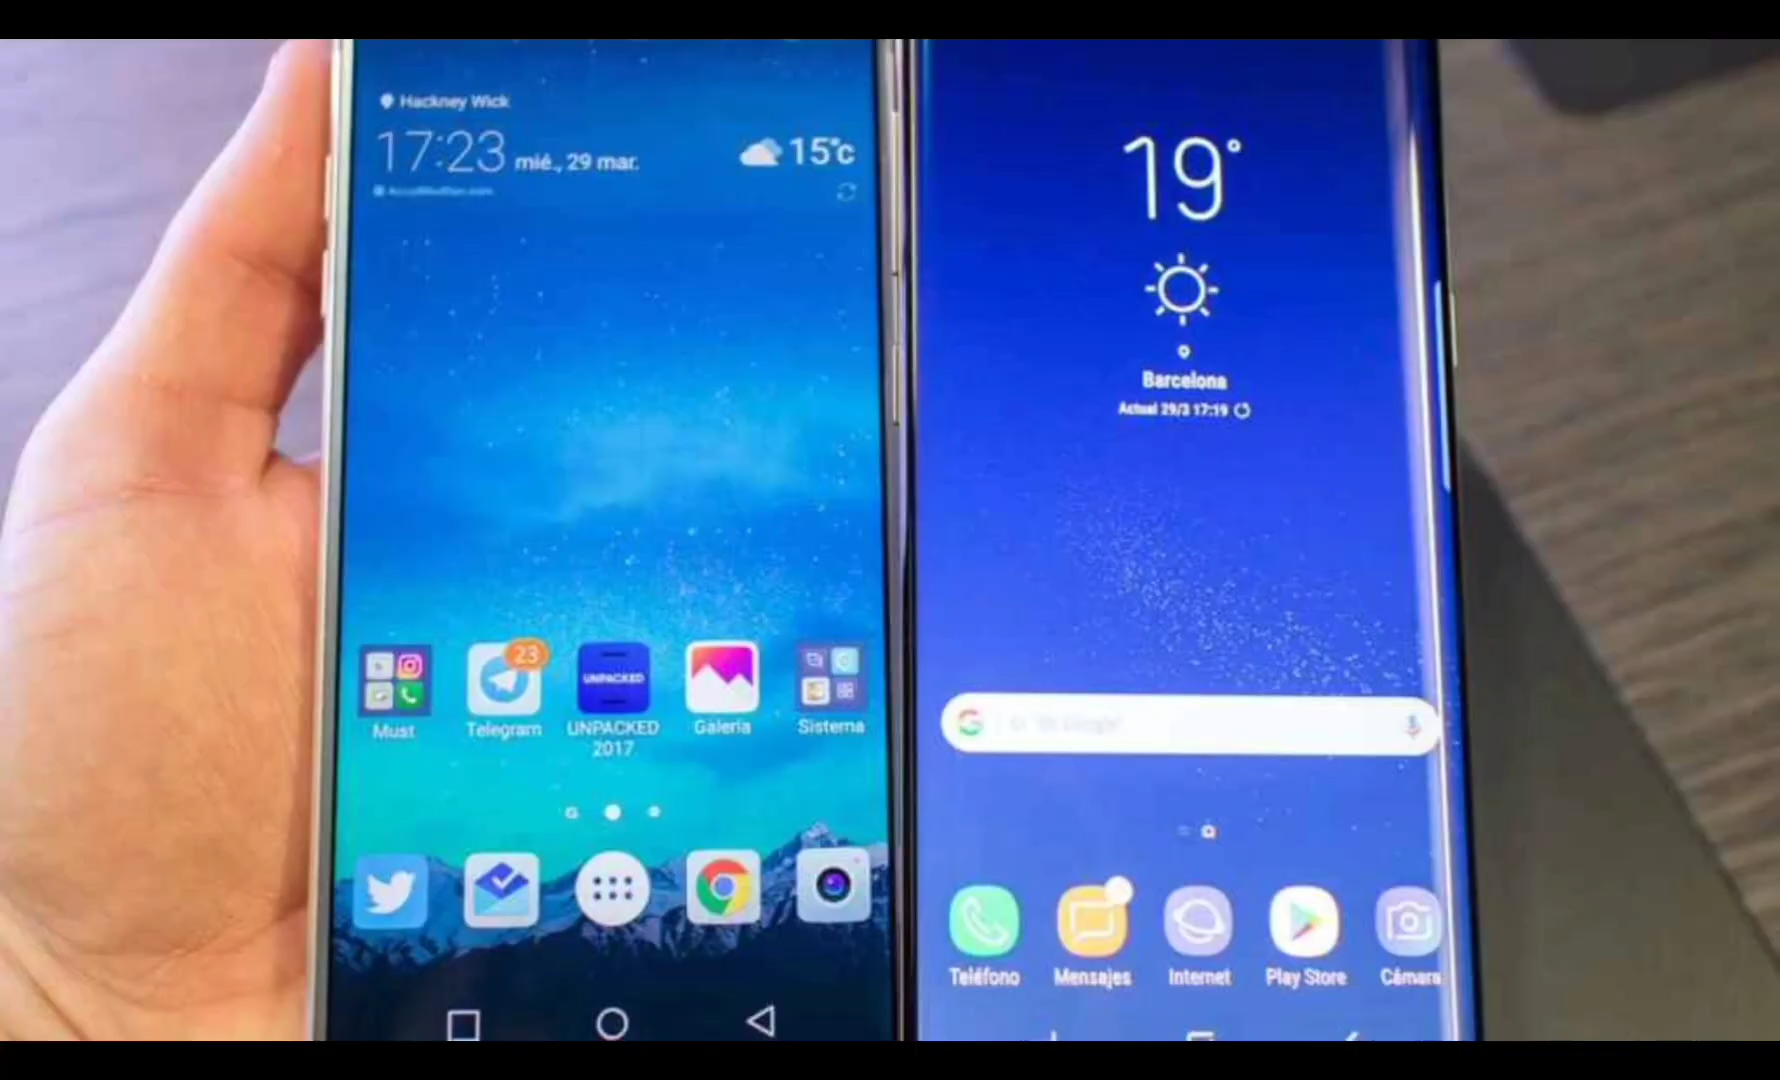 Hackney Wick
17:23 mié., 29 mar.
15°c
Must
Telegram
23
UNPACKED
UNPACKED
2017
Galería
Sistema
19°
Barcelona
Actual 29/3 17:19
G
Teléfono
Mensajes
Internet
Play Store
Cámara